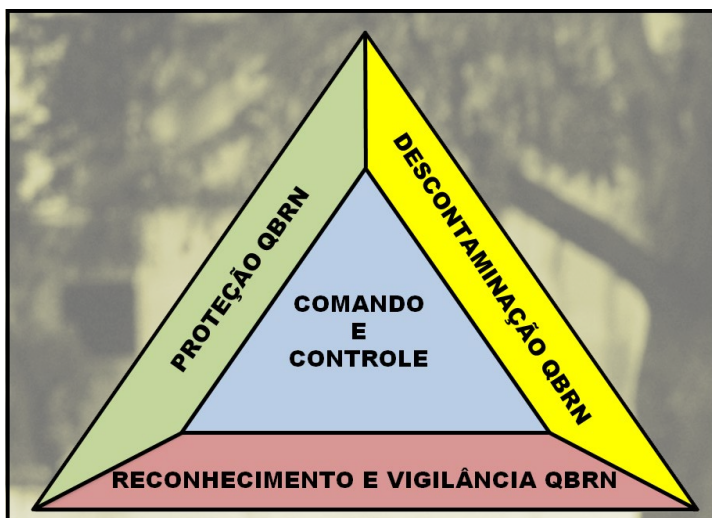 PROTEÇÃO QBRN
DESCONTAMINAÇÃO QBRN
COMANDO
E
CONTROLE
RECONHECIMENTO E VIGILÂNCIA QBRN